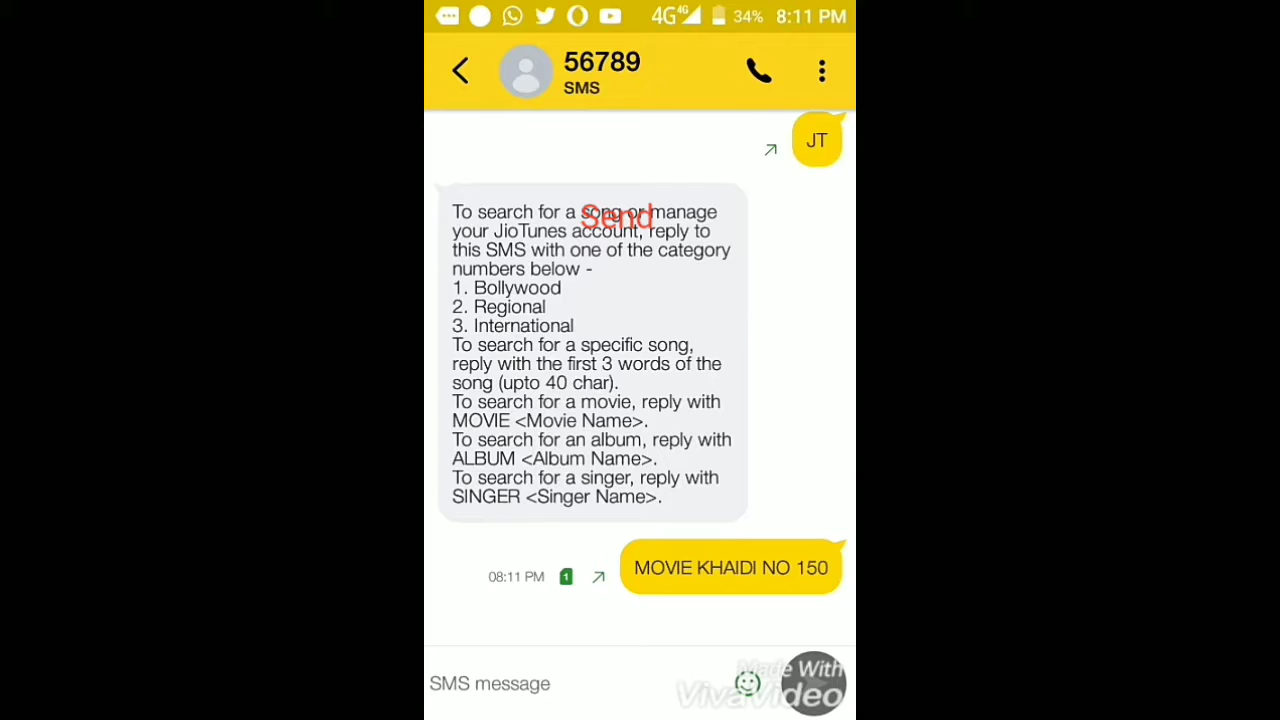 4G 4G 34% 8:11 PM
56789
SMS
JT
Send
To search for a song or manage
your JioTunes account, reply to
this SMS with one of the category
numbers below -
1. Bollywood
2. Regional
3. International
To search for a specific song,
reply with the first 3 words of the
song (upto 40 char).
To search for a movie, reply with
MOVIE <Movie Name>.
To search for an album, reply with
ALBUM <Album Name>.
To search for a singer, reply with
SINGER <Singer Name>.
08:11 PM 1 MOVIE KHAIDI NO 150
SMS message
Made With
VivaVideo